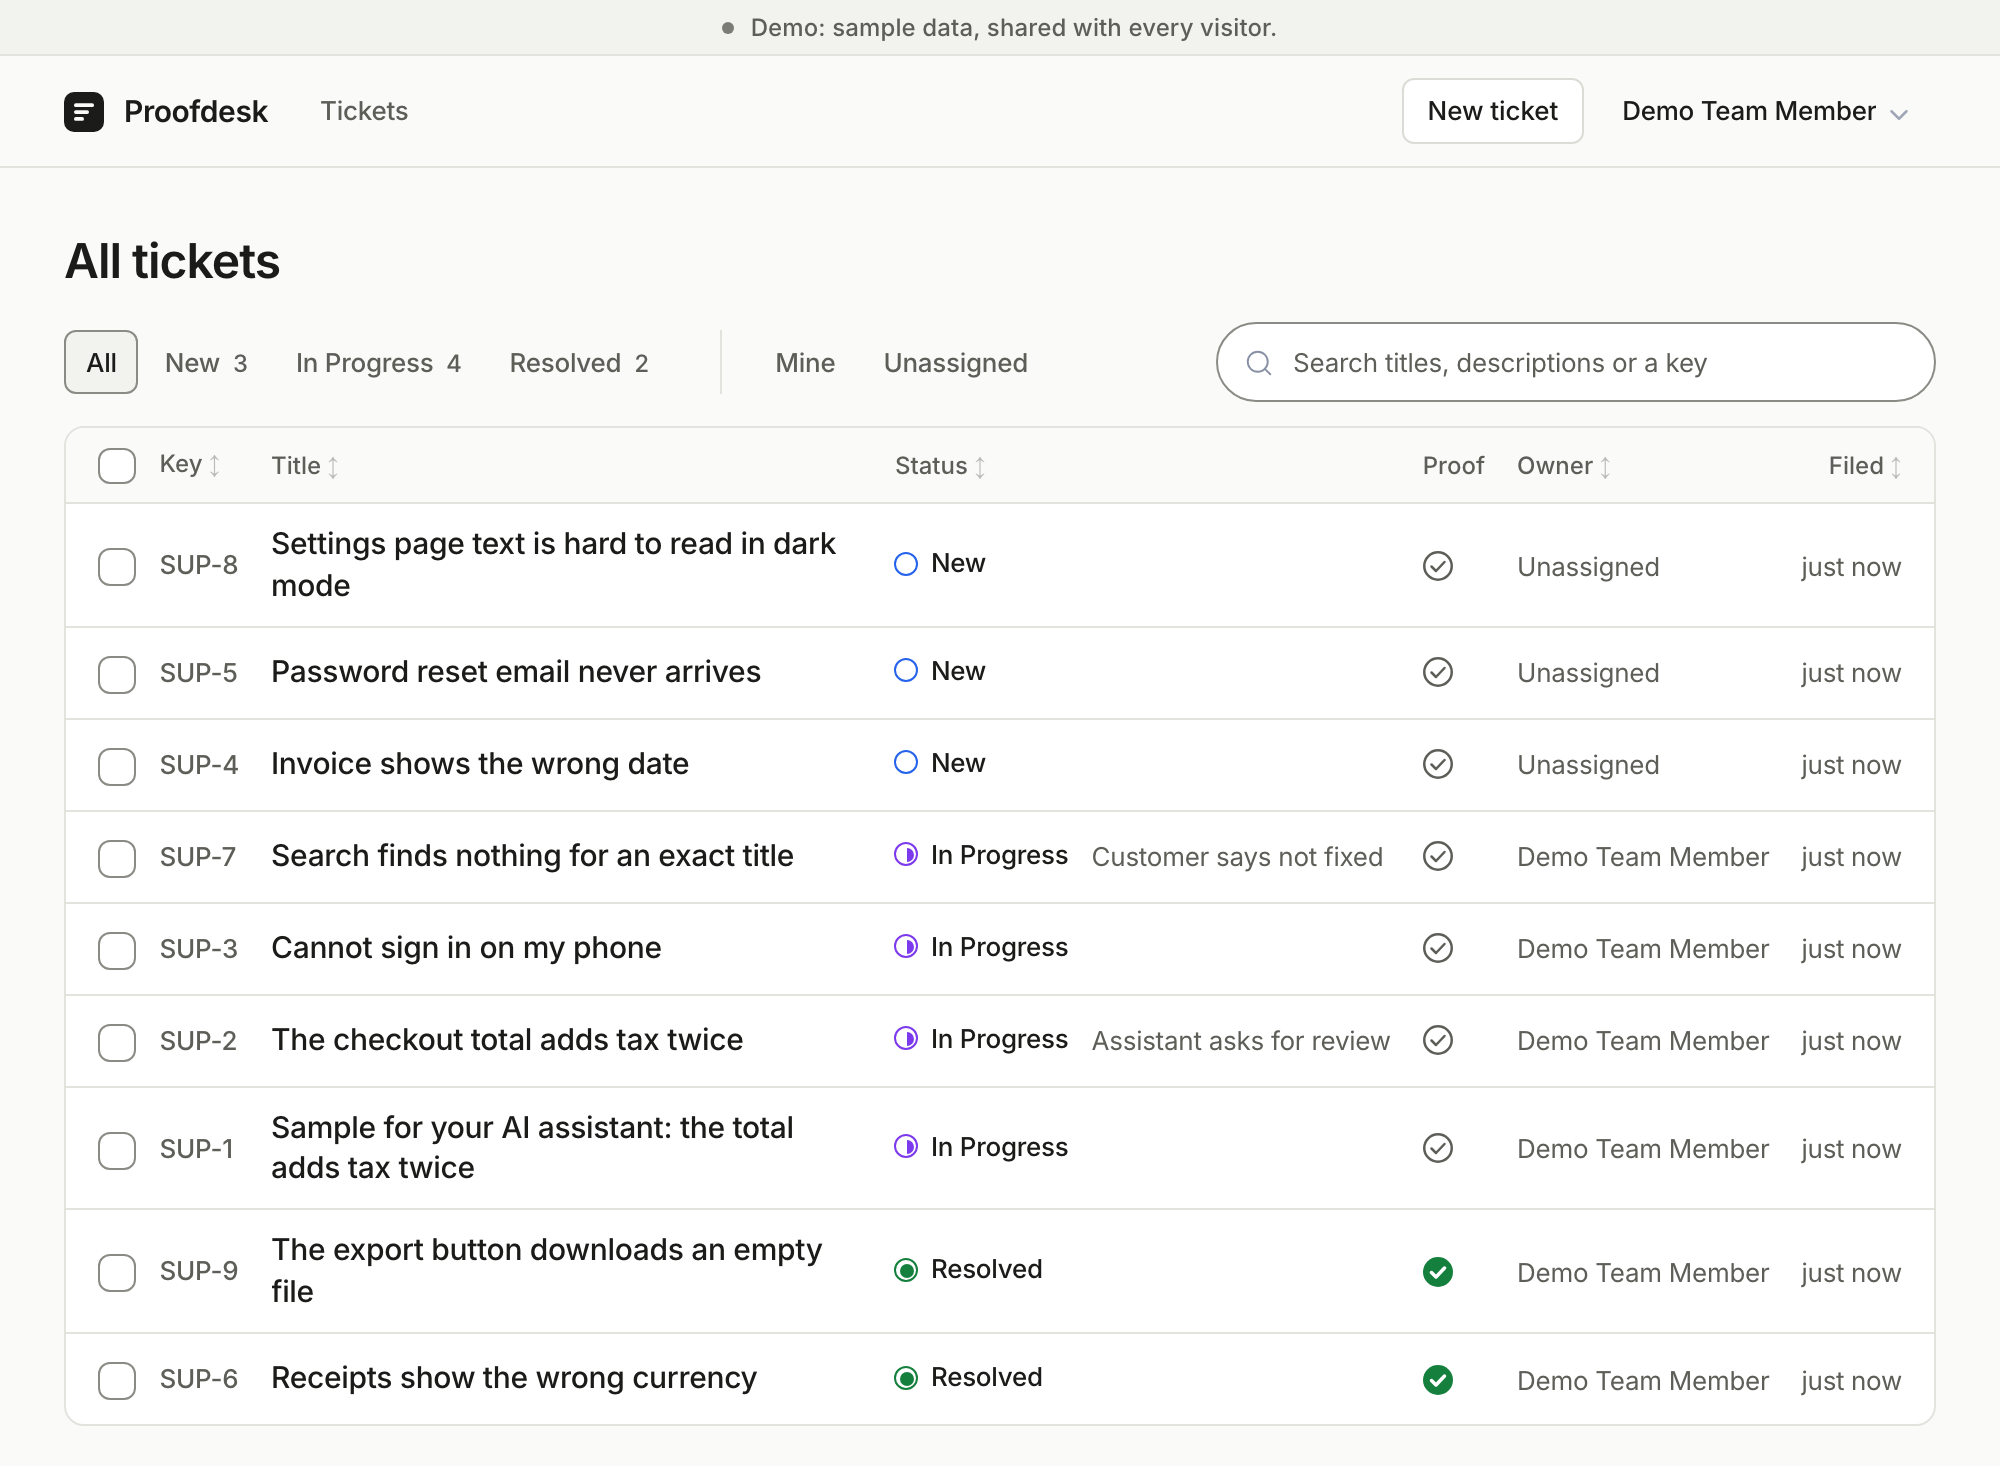 Demo: sample data, shared with every visitor.
Proofdesk
Tickets
New ticket
Demo Team Member
All tickets
All
New 3
In Progress 4
Resolved 2
Mine
Unassigned
Search titles, descriptions or a key
Key
Title
Status
Proof
Owner
Filed
SUP-8
Settings page text is hard to read in dark
mode
New
Unassigned
just now
SUP-5
Password reset email never arrives
New
Unassigned
just now
SUP-4
Invoice shows the wrong date
New
Unassigned
just now
SUP-7
Search finds nothing for an exact title
In Progress
Customer says not fixed
Demo Team Member
just now
SUP-3
Cannot sign in on my phone
In Progress
Demo Team Member
just now
SUP-2
The checkout total adds tax twice
In Progress
Assistant asks for review
Demo Team Member
just now
SUP-1
Sample for your AI assistant: the total
adds tax twice
In Progress
Demo Team Member
just now
SUP-9
The export button downloads an empty
file
Resolved
Demo Team Member
just now
SUP-6
Receipts show the wrong currency
Resolved
Demo Team Member
just now